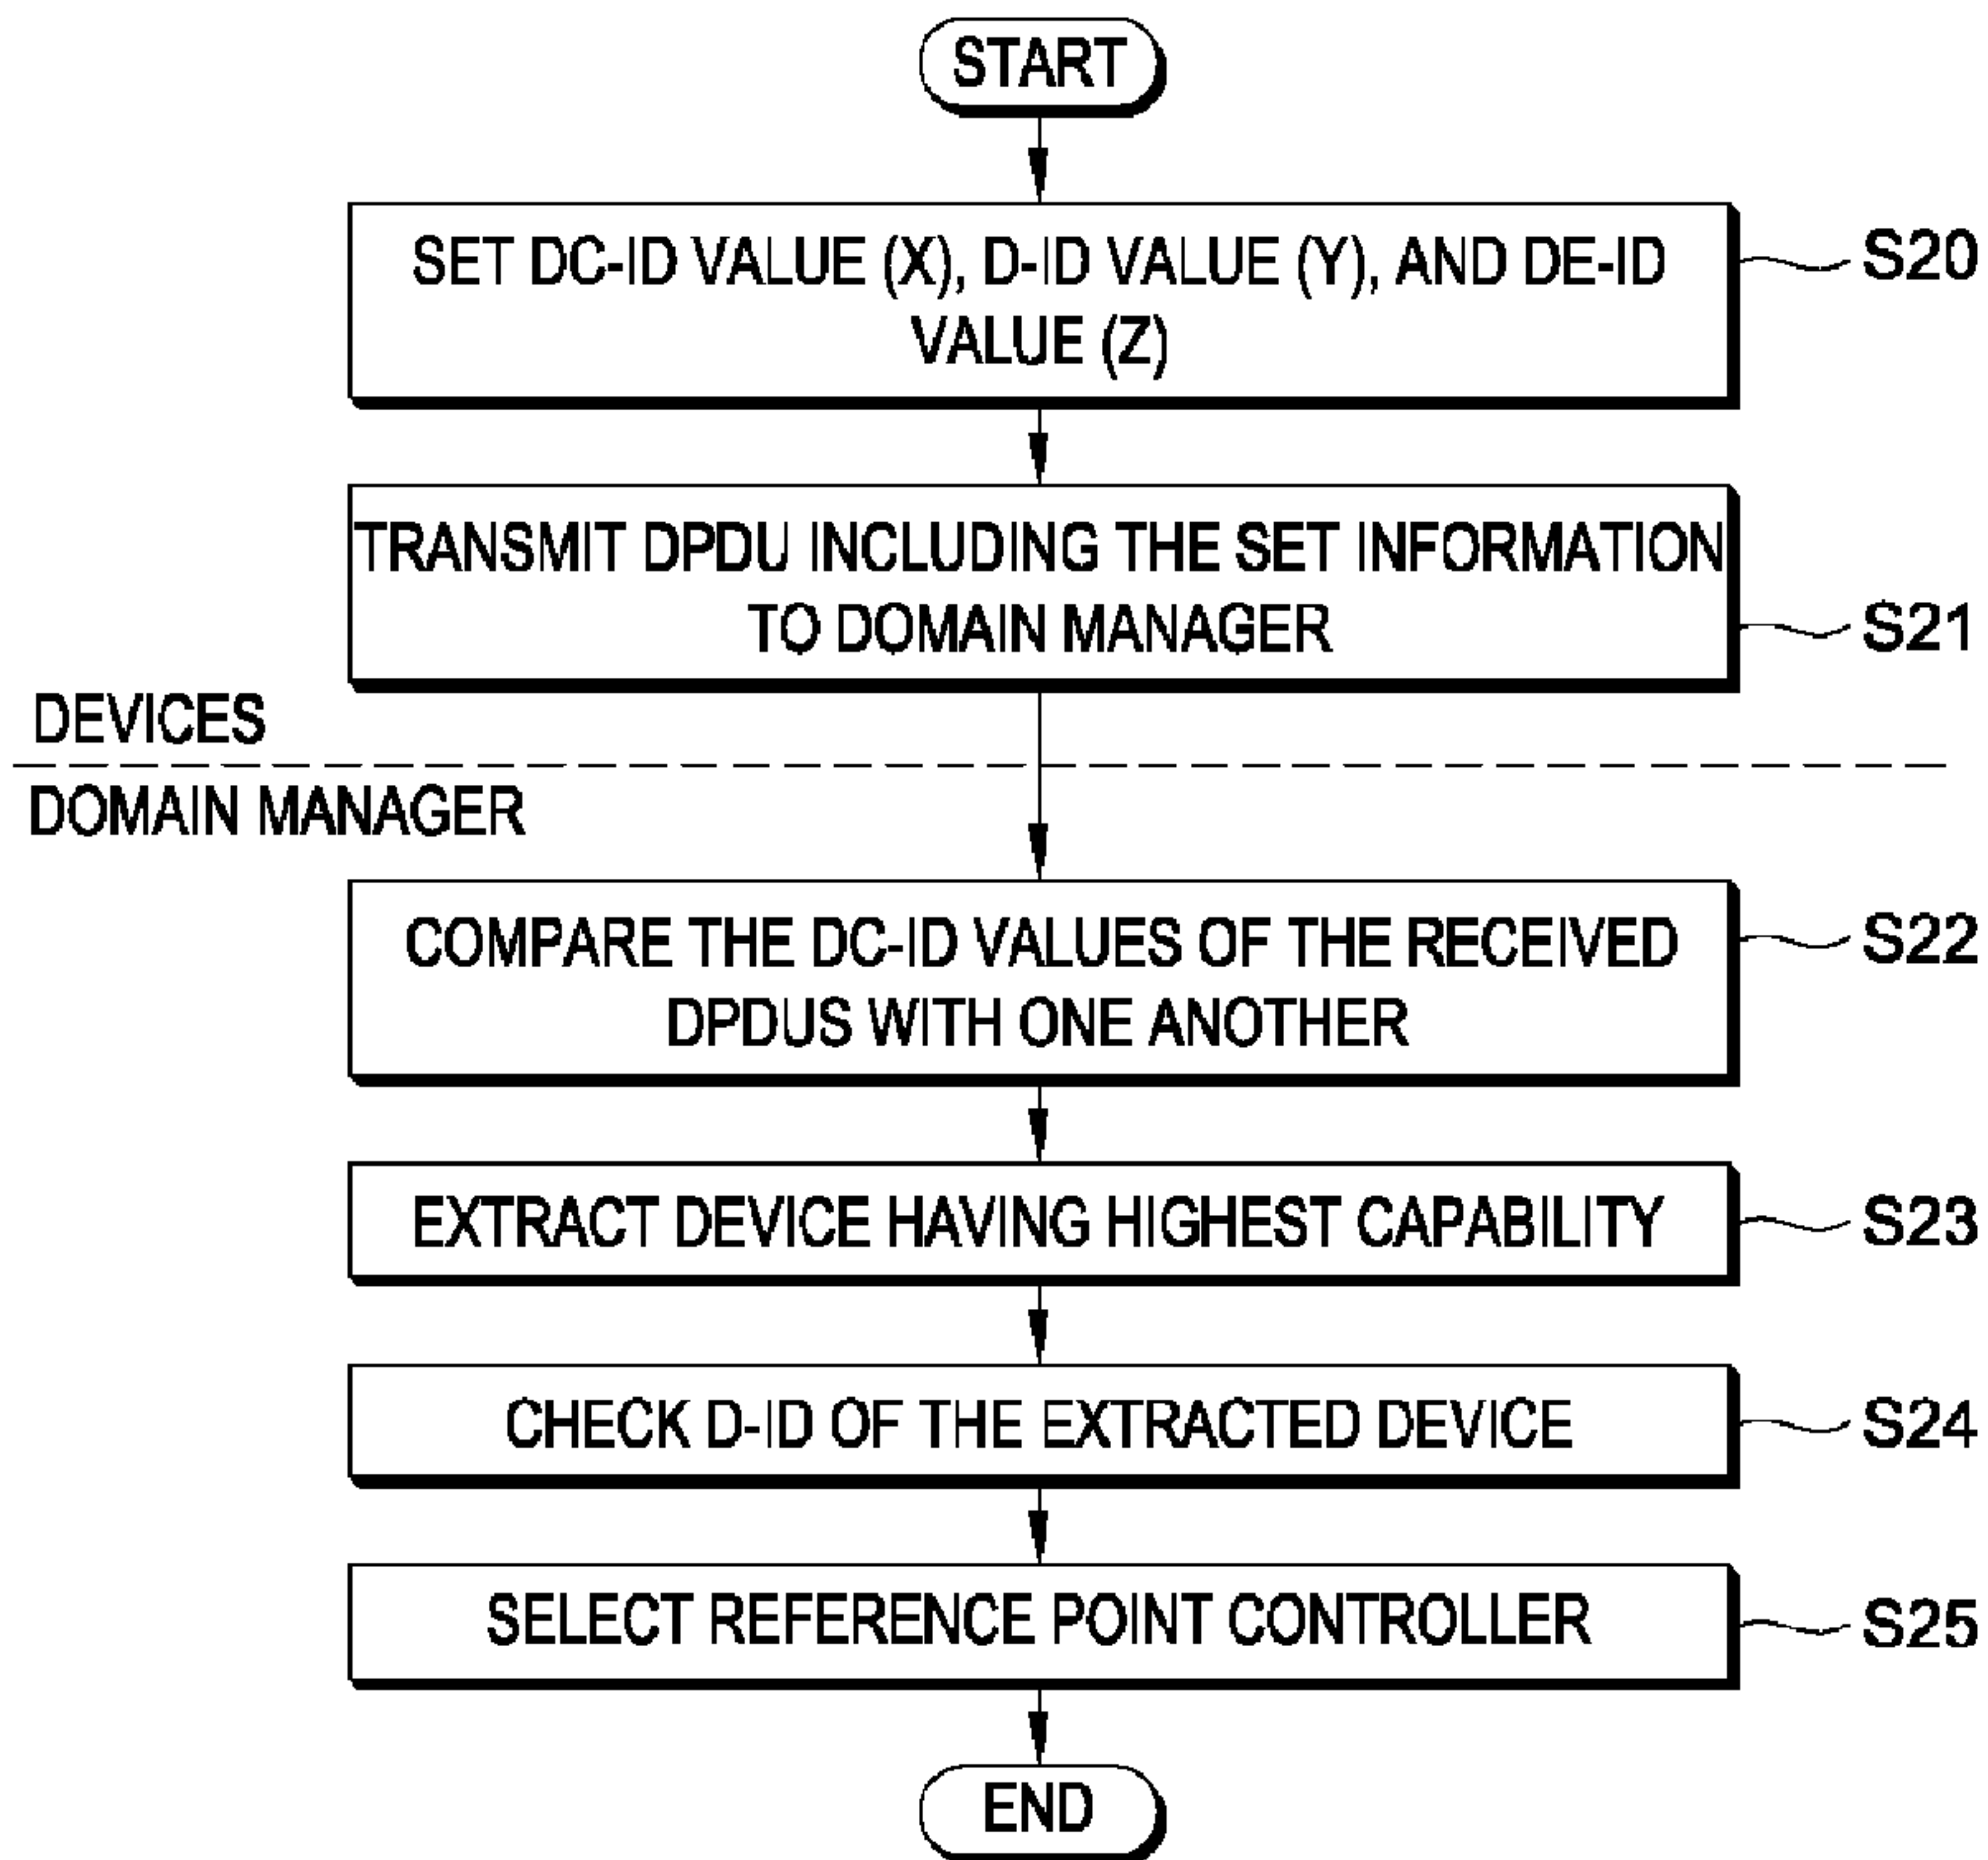 START
SET DC-ID VALUE (X), D-ID VALUE (Y), AND DE-ID
VALUE (Z)
S20
TRANSMIT DPDU INCLUDING THE SET INFORMATION
TO DOMAIN MANAGER
S21
DEVICES
DOMAIN MANAGER
COMPARE THE DC-ID VALUES OF THE RECEIVED
DPDUS WITH ONE ANOTHER
S22
EXTRACT DEVICE HAVING HIGHEST CAPABILITY
S23
CHECK D-ID OF THE EXTRACTED DEVICE
S24
SELECT REFERENCE POINT CONTROLLER
S25
END